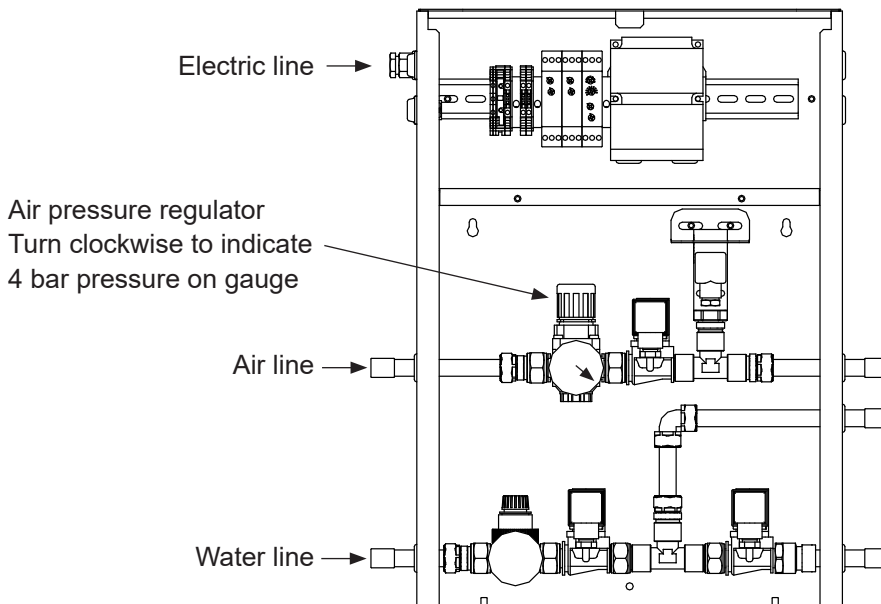 Electric line
Air pressure regulator
Turn clockwise to indicate
4 bar pressure on gauge
Air line
Water line